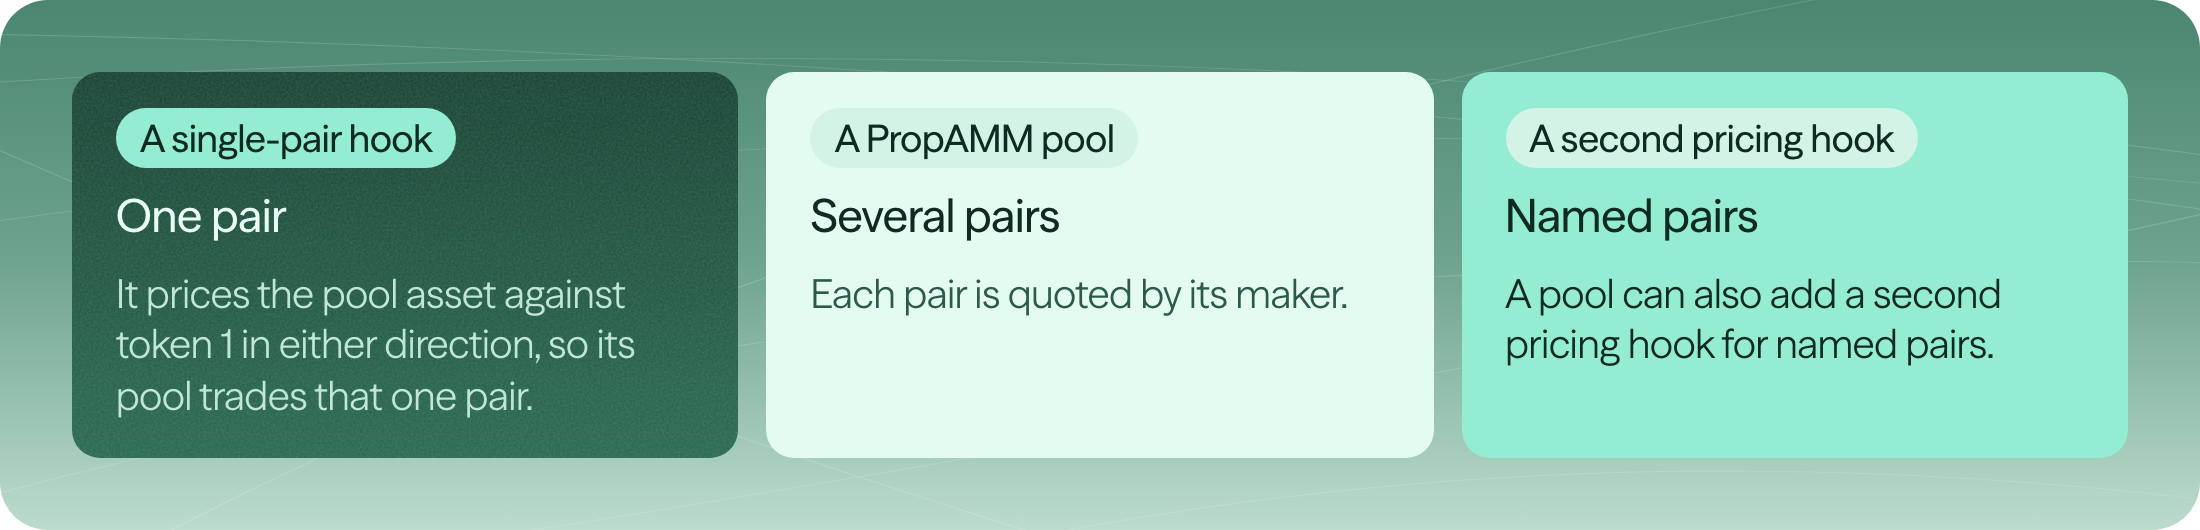 A single-pair hook
One pair
It prices the pool asset against
token 1 in either direction, so its
pool trades that one pair.
A PropAMM pool
Several pairs
Each pair is quoted by its maker.
A second pricing hook
Named pairs
A pool can also add a second
pricing hook for named pairs.